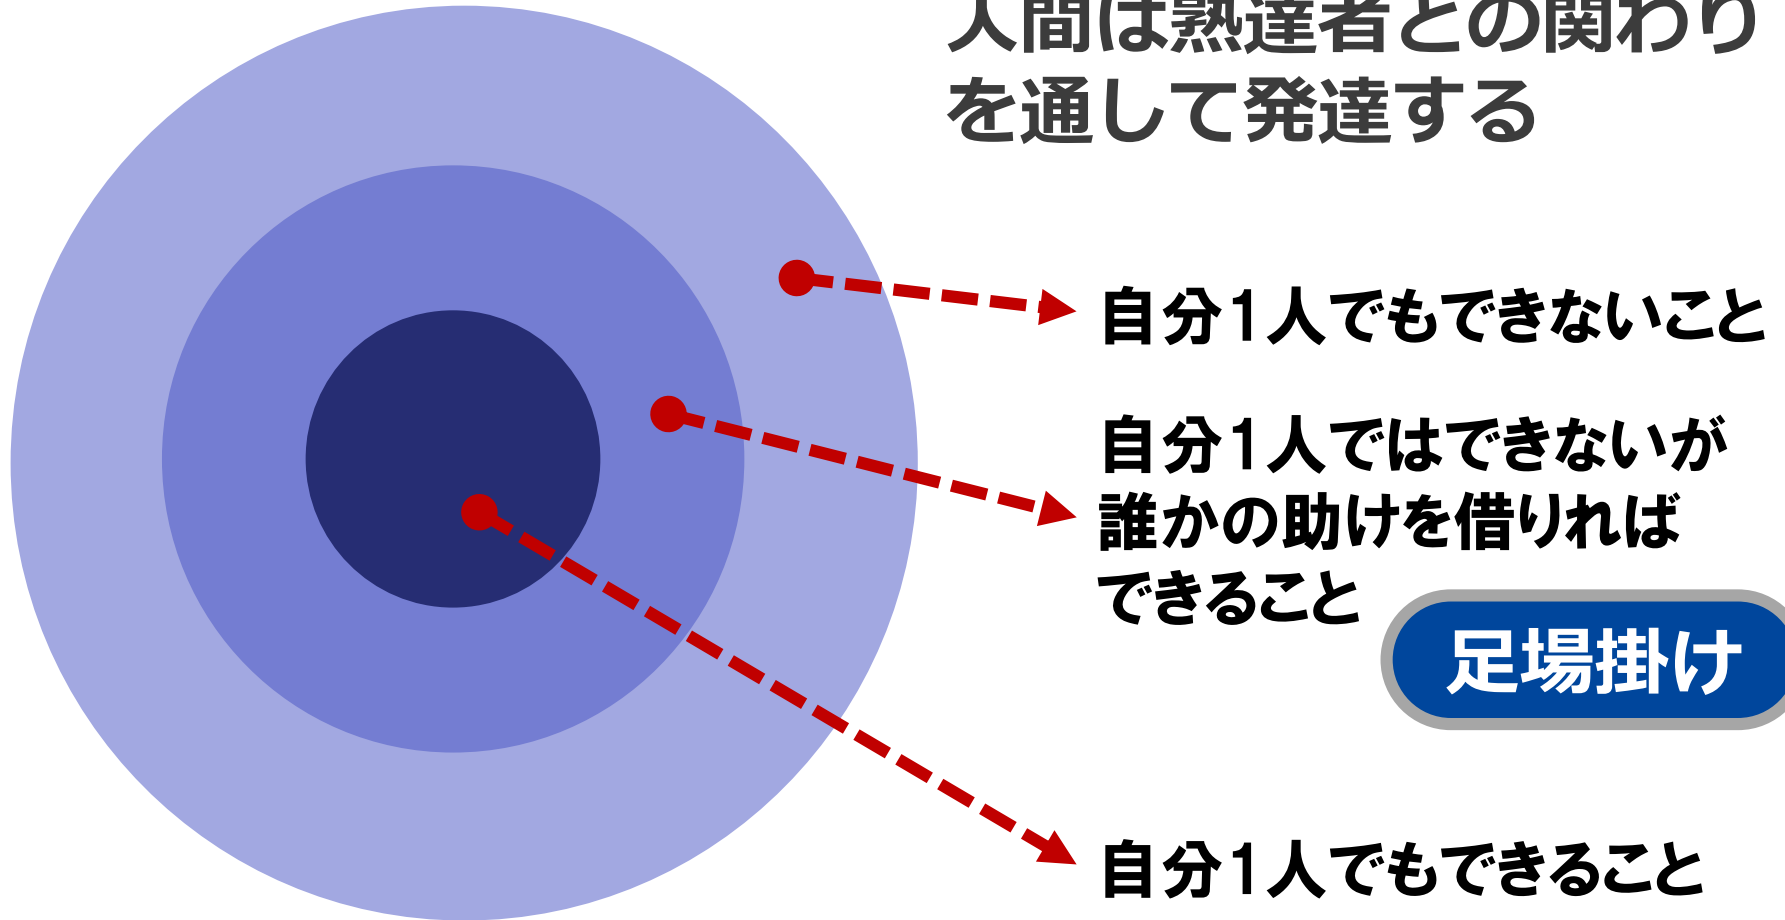 人間は熟達者との関わり
を通して発達する
自分1人でもできないこと
自分1人ではできないが
誰かの助けを借りれば
できること
足場掛け
自分1人でもできること